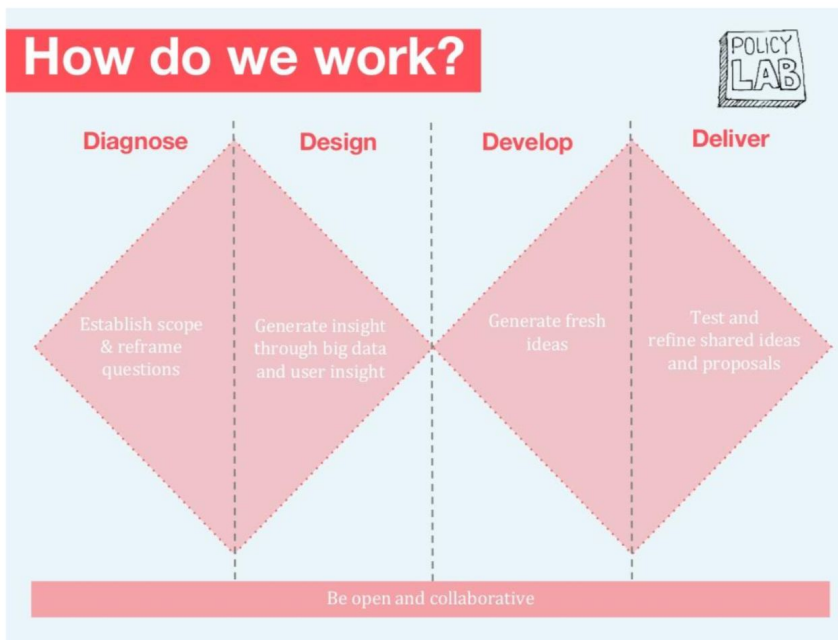 How do we work?
POLICY
LAB
Diagnose
Design
Develop
Deliver
Establish scope
& reframe
questions
Generate insight
through big data
and user insight
Generate fresh
ideas
Test and
refine shared ideas
and proposals
Be open and collaborative